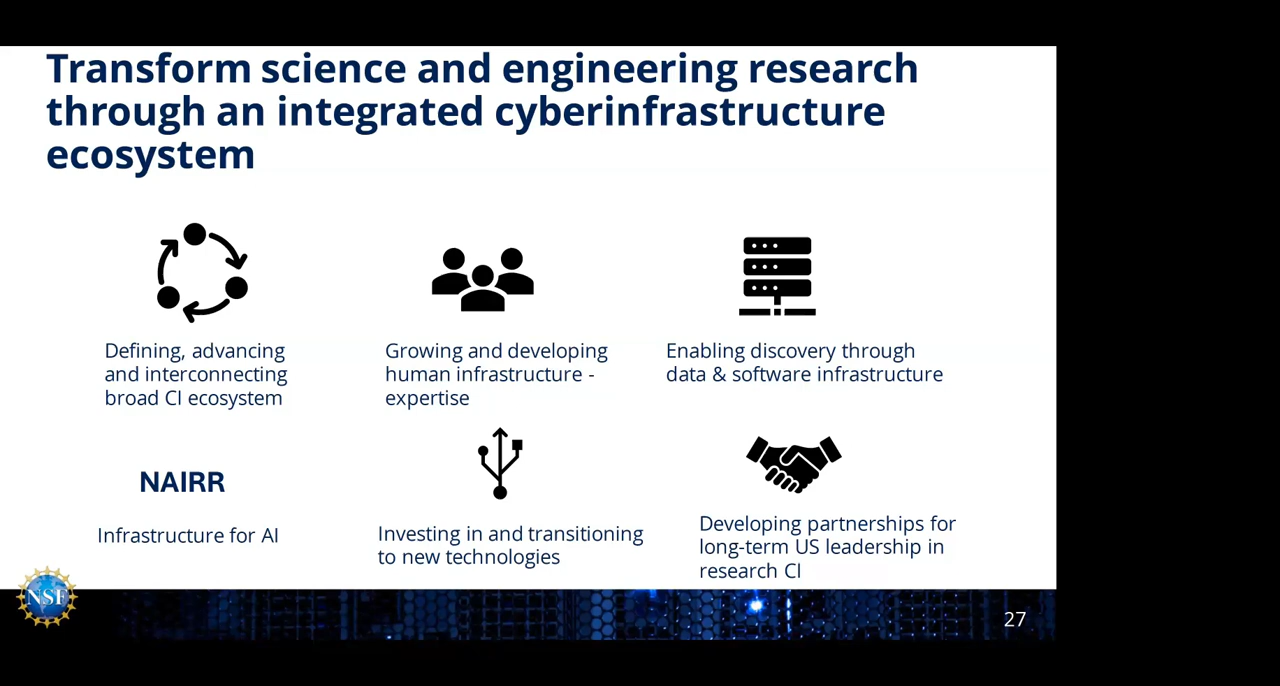 Transform science and engineering research
through an integrated cyberinfrastructure
ecosystem
Defining, advancing
and interconnecting
broad CI ecosystem
Growing and developing
human infrastructure -
expertise
Enabling discovery through
data & software infrastructure
NAIRR
Infrastructure for AI
Investing in and transitioning
to new technologies
Developing partnerships for
long-term US leadership in
research CI
NSF
27